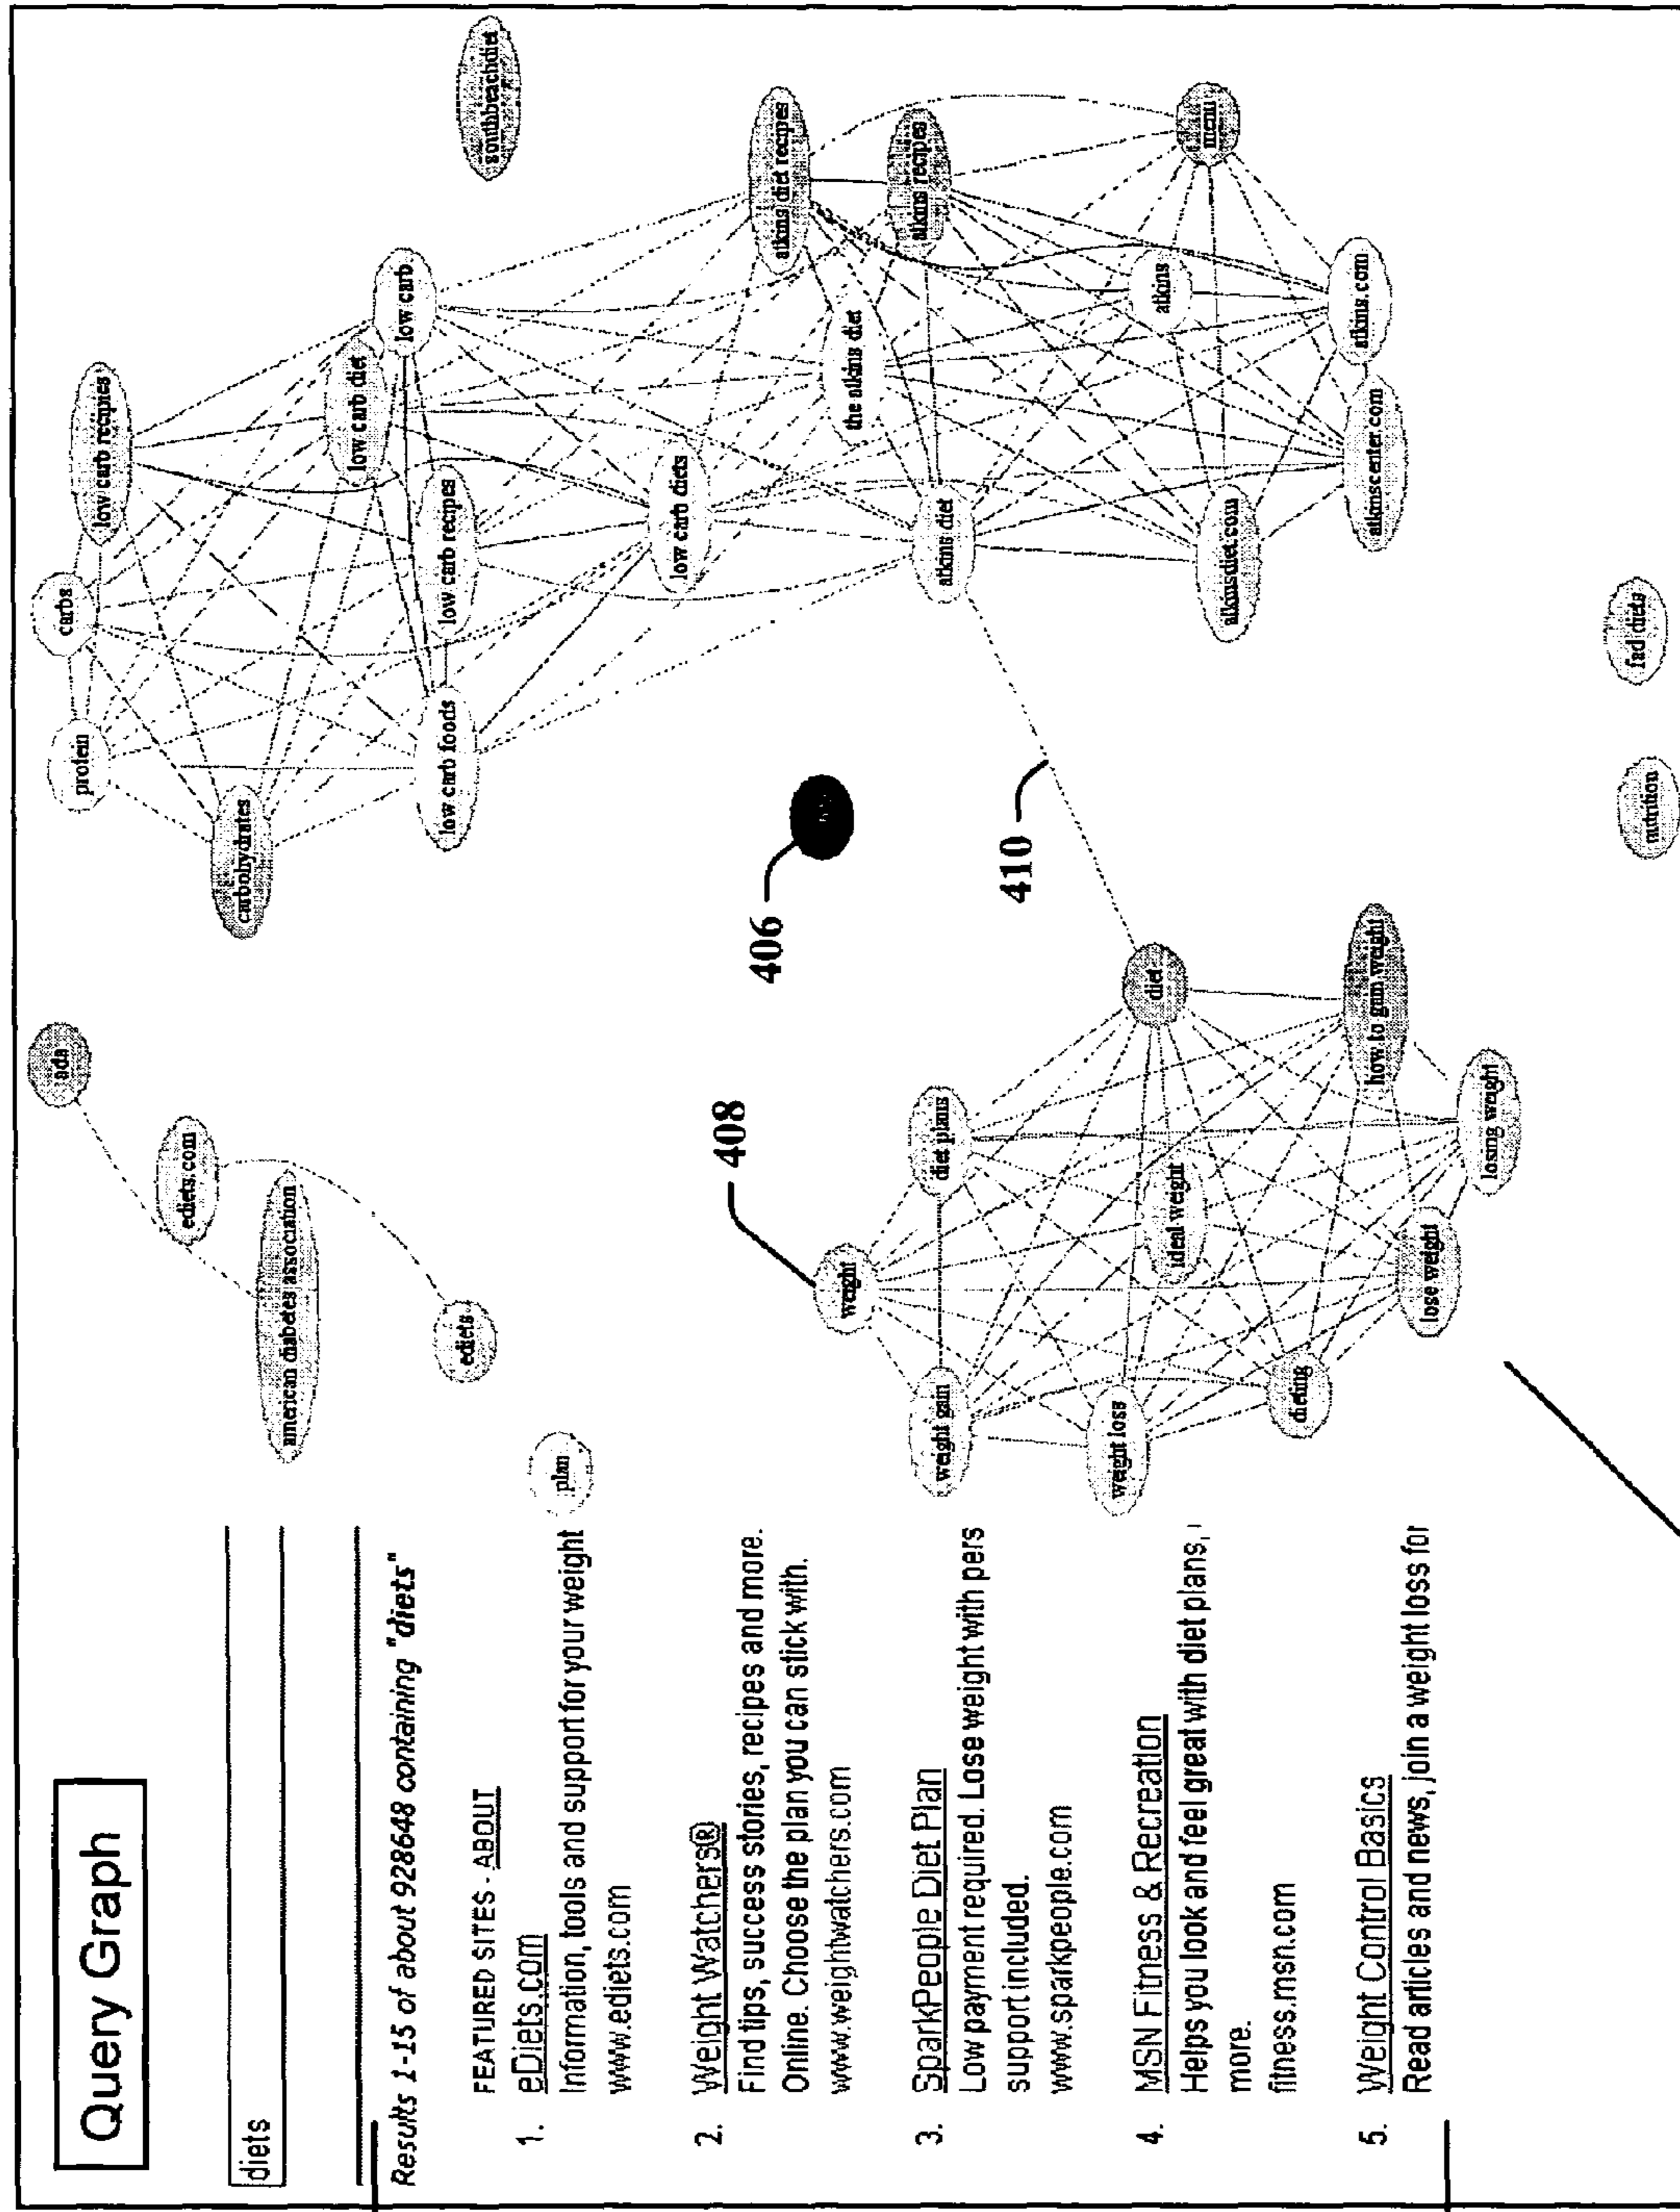 Query Graph
diets
Results 1-15 of about 928648 containing "diets"
FEATURED SITES - ABOUT
1. eDiets.com
Information, tools and support for your weight
www.ediets.com
2. Weight Watchers®
Find tips, success stories, recipes and more.
Online. Choose the plan you can stick with.
www.weightwatchers.com
3. SparkPeople Diet Plan
Low payment required. Lose weight with pers
support included.
www.sparkpeople.com
4. MSN Fitness & Recreation
Helps you look and feel great with diet plans,
more.
fitness.msn.com
5. Weight Control Basics
Read articles and news, join a weight loss for
ada
ediets.com
american diabetes association
ediets
plan
protein
carbs
low carb recipies
carbohydrates
low carb diet
low carb
low carb foods
low carb recipes
southbeachdiet
low carb diets
atkins diet recipes
the atkins diet
atkins recipes
atkins diet
406
408
410
weight
weight gain
diet plans
weight loss
ideal weight
diet
dieting
how to gain weight
lose weight
losing weight
atkins
menu
atkinsdiet.com
atkins.com
atkinscenter.com
fad diets
nutrition